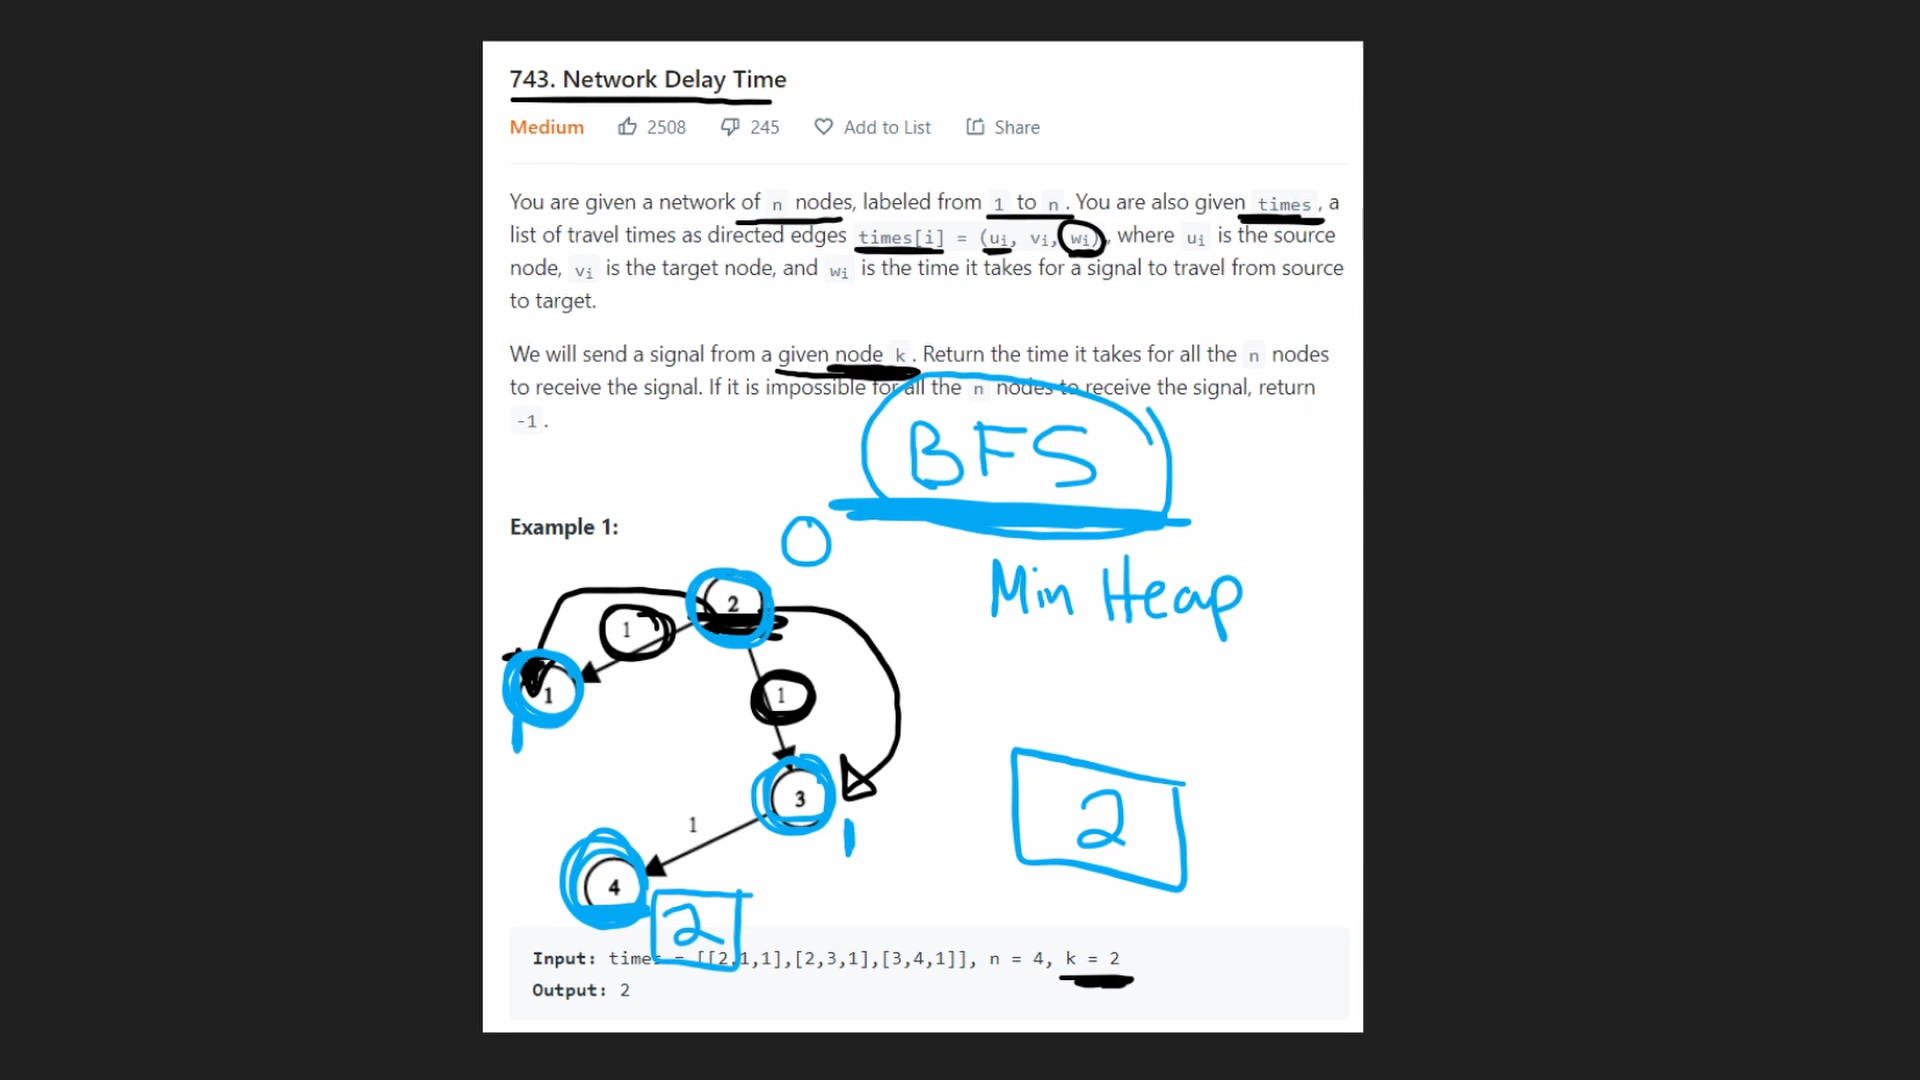 743. Network Delay Time
Medium 2508 245 Add to List Share
You are given a network of n nodes, labeled from 1 to n. You are also given times, a
list of travel times as directed edges times[i] = (ui, vi, wi), where ui is the source
node, vi is the target node, and wi is the time it takes for a signal to travel from source
to target.
We will send a signal from a given node k. Return the time it takes for all the n nodes
to receive the signal. If it is impossible for all the n nodes to receive the signal, return
-1.
BFS
Example 1:
0
Min Heap
2
1
1
1
1
3
1
1
2
4
2
Input: times = [[2,1,1],[2,3,1],[3,4,1]], n = 4, k = 2
Output: 2